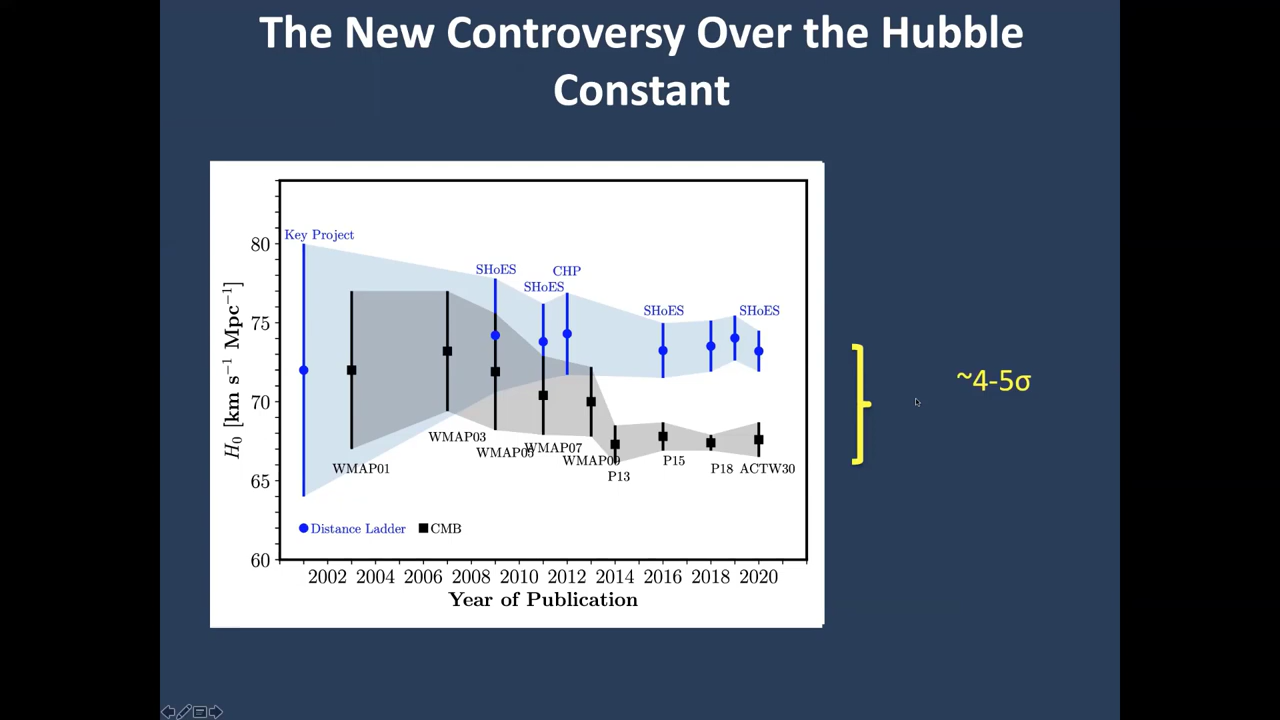 The New Controversy Over the Hubble
Constant
Key Project
SHoES
CHP
SHoES
SHoES
SHoES
80
75
70
65
60
H₀ [km s⁻¹ Mpc⁻¹]
~4-5σ
WMAP01
WMAP03
WMAP05
WMAP07
WMAP09
P13
P15
P18
ACTW30
Distance Ladder
CMB
2002 2004 2006 2008 2010 2012 2014 2016 2018 2020
Year of Publication